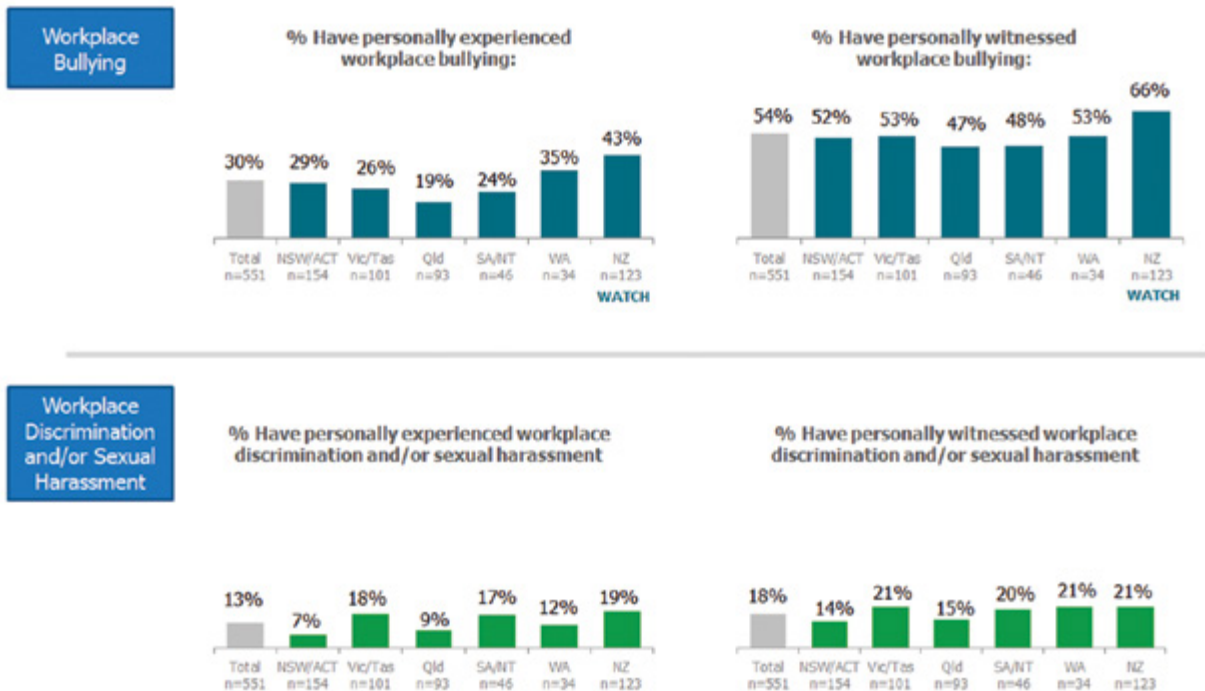 Workplace
Bullying
% Have personally experienced
workplace bullying:
30% 29% 26% 19% 24% 35% 43%
Total NSW/ACT Vic/Tas Qld SA/NT WA NZ
n=551 n=154 n=101 n=93 n=46 n=34 n=123
WATCH
% Have personally witnessed
workplace bullying:
54% 52% 53% 47% 48% 53% 66%
Total NSW/ACT Vic/Tas Qld SA/NT WA NZ
n=551 n=154 n=101 n=93 n=46 n=34 n=123
WATCH
Workplace
Discrimination
and/or Sexual
Harassment
% Have personally experienced workplace
discrimination and/or sexual harassment
13% 7% 18% 9% 17% 12% 19%
Total NSW/ACT Vic/Tas Qld SA/NT WA NZ
n=551 n=154 n=101 n=93 n=46 n=34 n=123
% Have personally witnessed workplace
discrimination and/or sexual harassment
18% 14% 21% 15% 20% 21% 21%
Total NSW/ACT Vic/Tas Qld SA/NT WA NZ
n=551 n=154 n=101 n=93 n=46 n=34 n=123